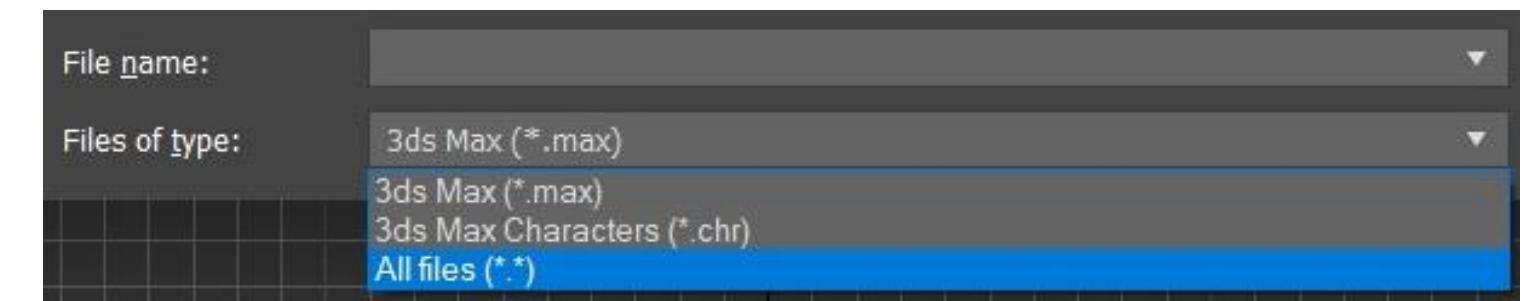 File name:
Files of type: 3ds Max (*.max)
3ds Max (*.max)
3ds Max Characters (*.chr)
All files (*.*)